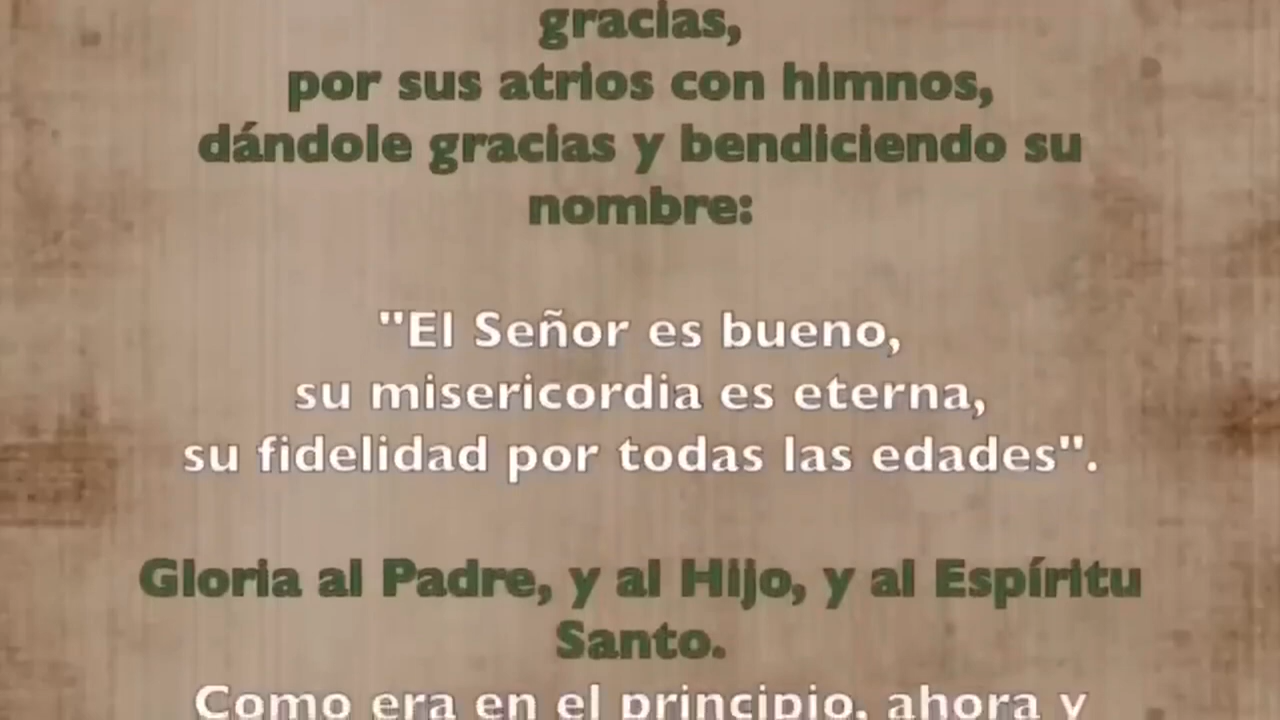 gracias,
por sus atrios con himnos,
dándole gracias y bendiciendo su
nombre:
"El Señor es bueno,
su misericordia es eterna,
su fidelidad por todas las edades".
Gloria al Padre, y al Hijo, y al Espíritu
Santo.
Como era en el principio, ahora y